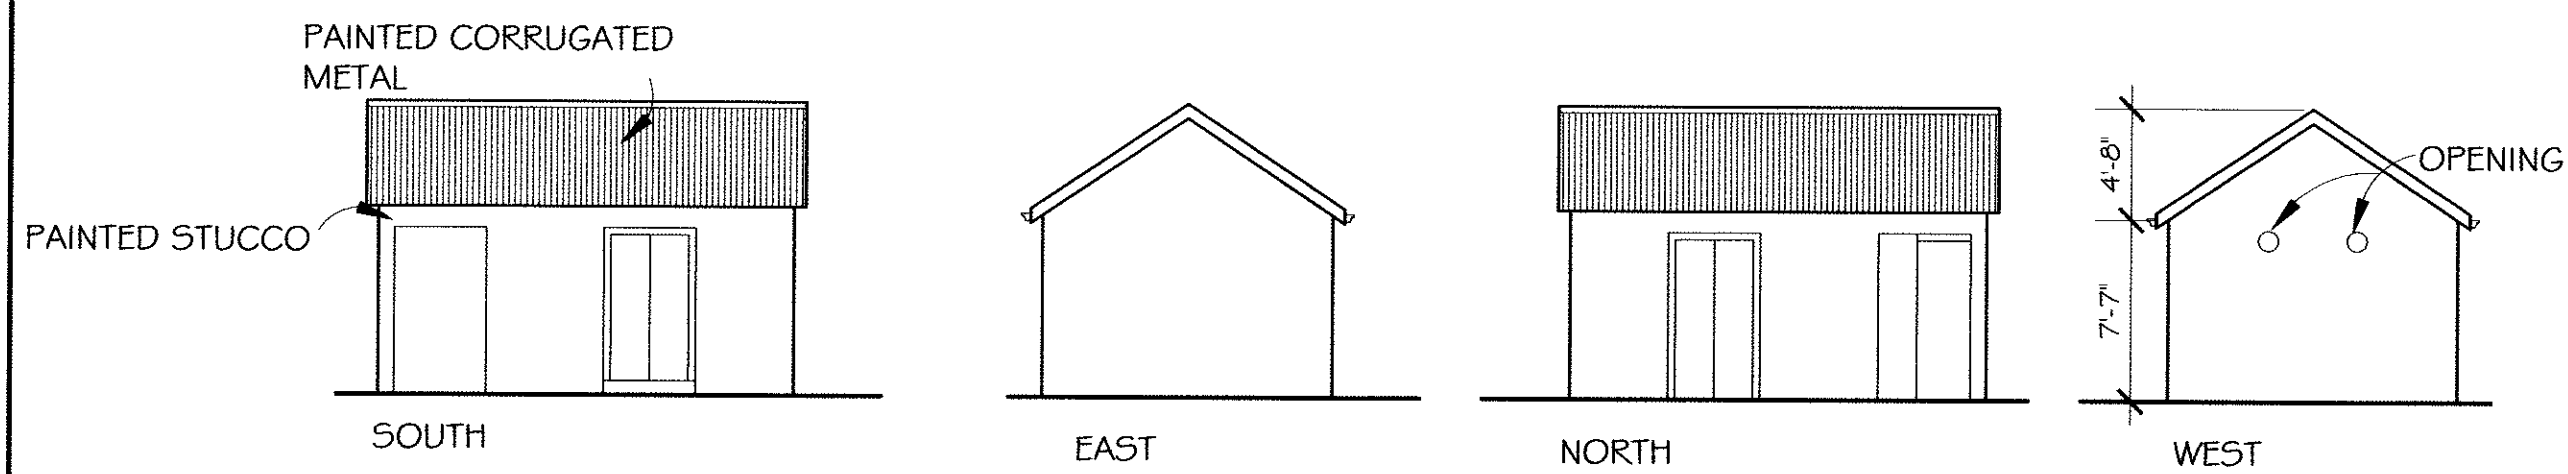 PAINTED CORRUGATED
METAL
PAINTED STUCCO
SOUTH
EAST
NORTH
4'-8"
OPENING
7'-7"
WEST